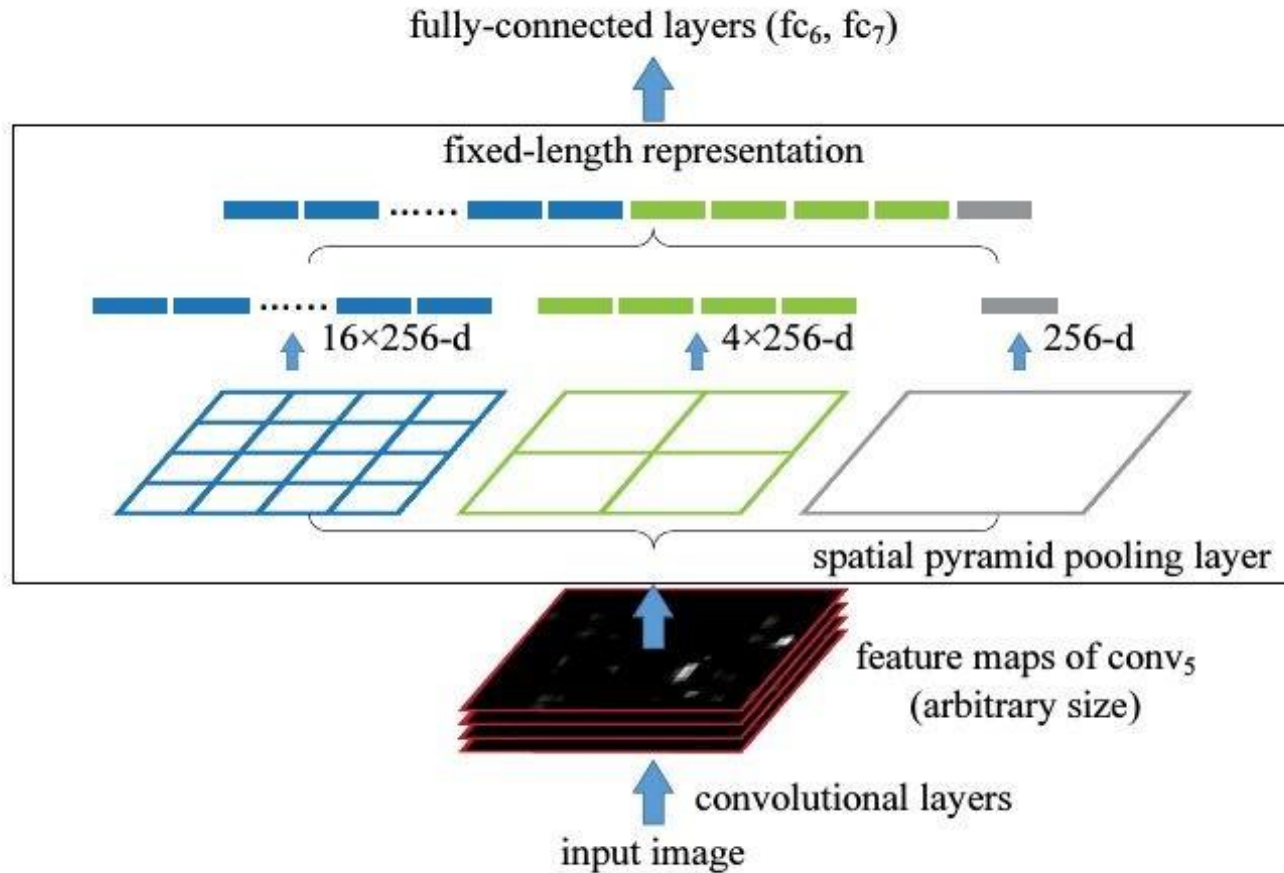 fully-connected layers (fc₆, fc₇)
fixed-length representation
······
······
16×256-d
4×256-d
256-d
spatial pyramid pooling layer
feature maps of conv₅
(arbitrary size)
convolutional layers
input image